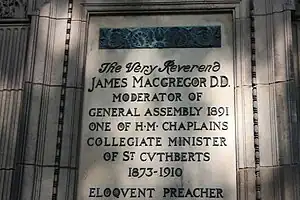 The Very Reverend
JAMES MACGREGOR D.D.
MODERATOR OF
GENERAL ASSEMBLY 1891
ONE OF H·M· CHAPLAINS
COLLEGIATE MINISTER
OF ST CVTHBERTS
1873-1910
ELOQVENT PREACHER